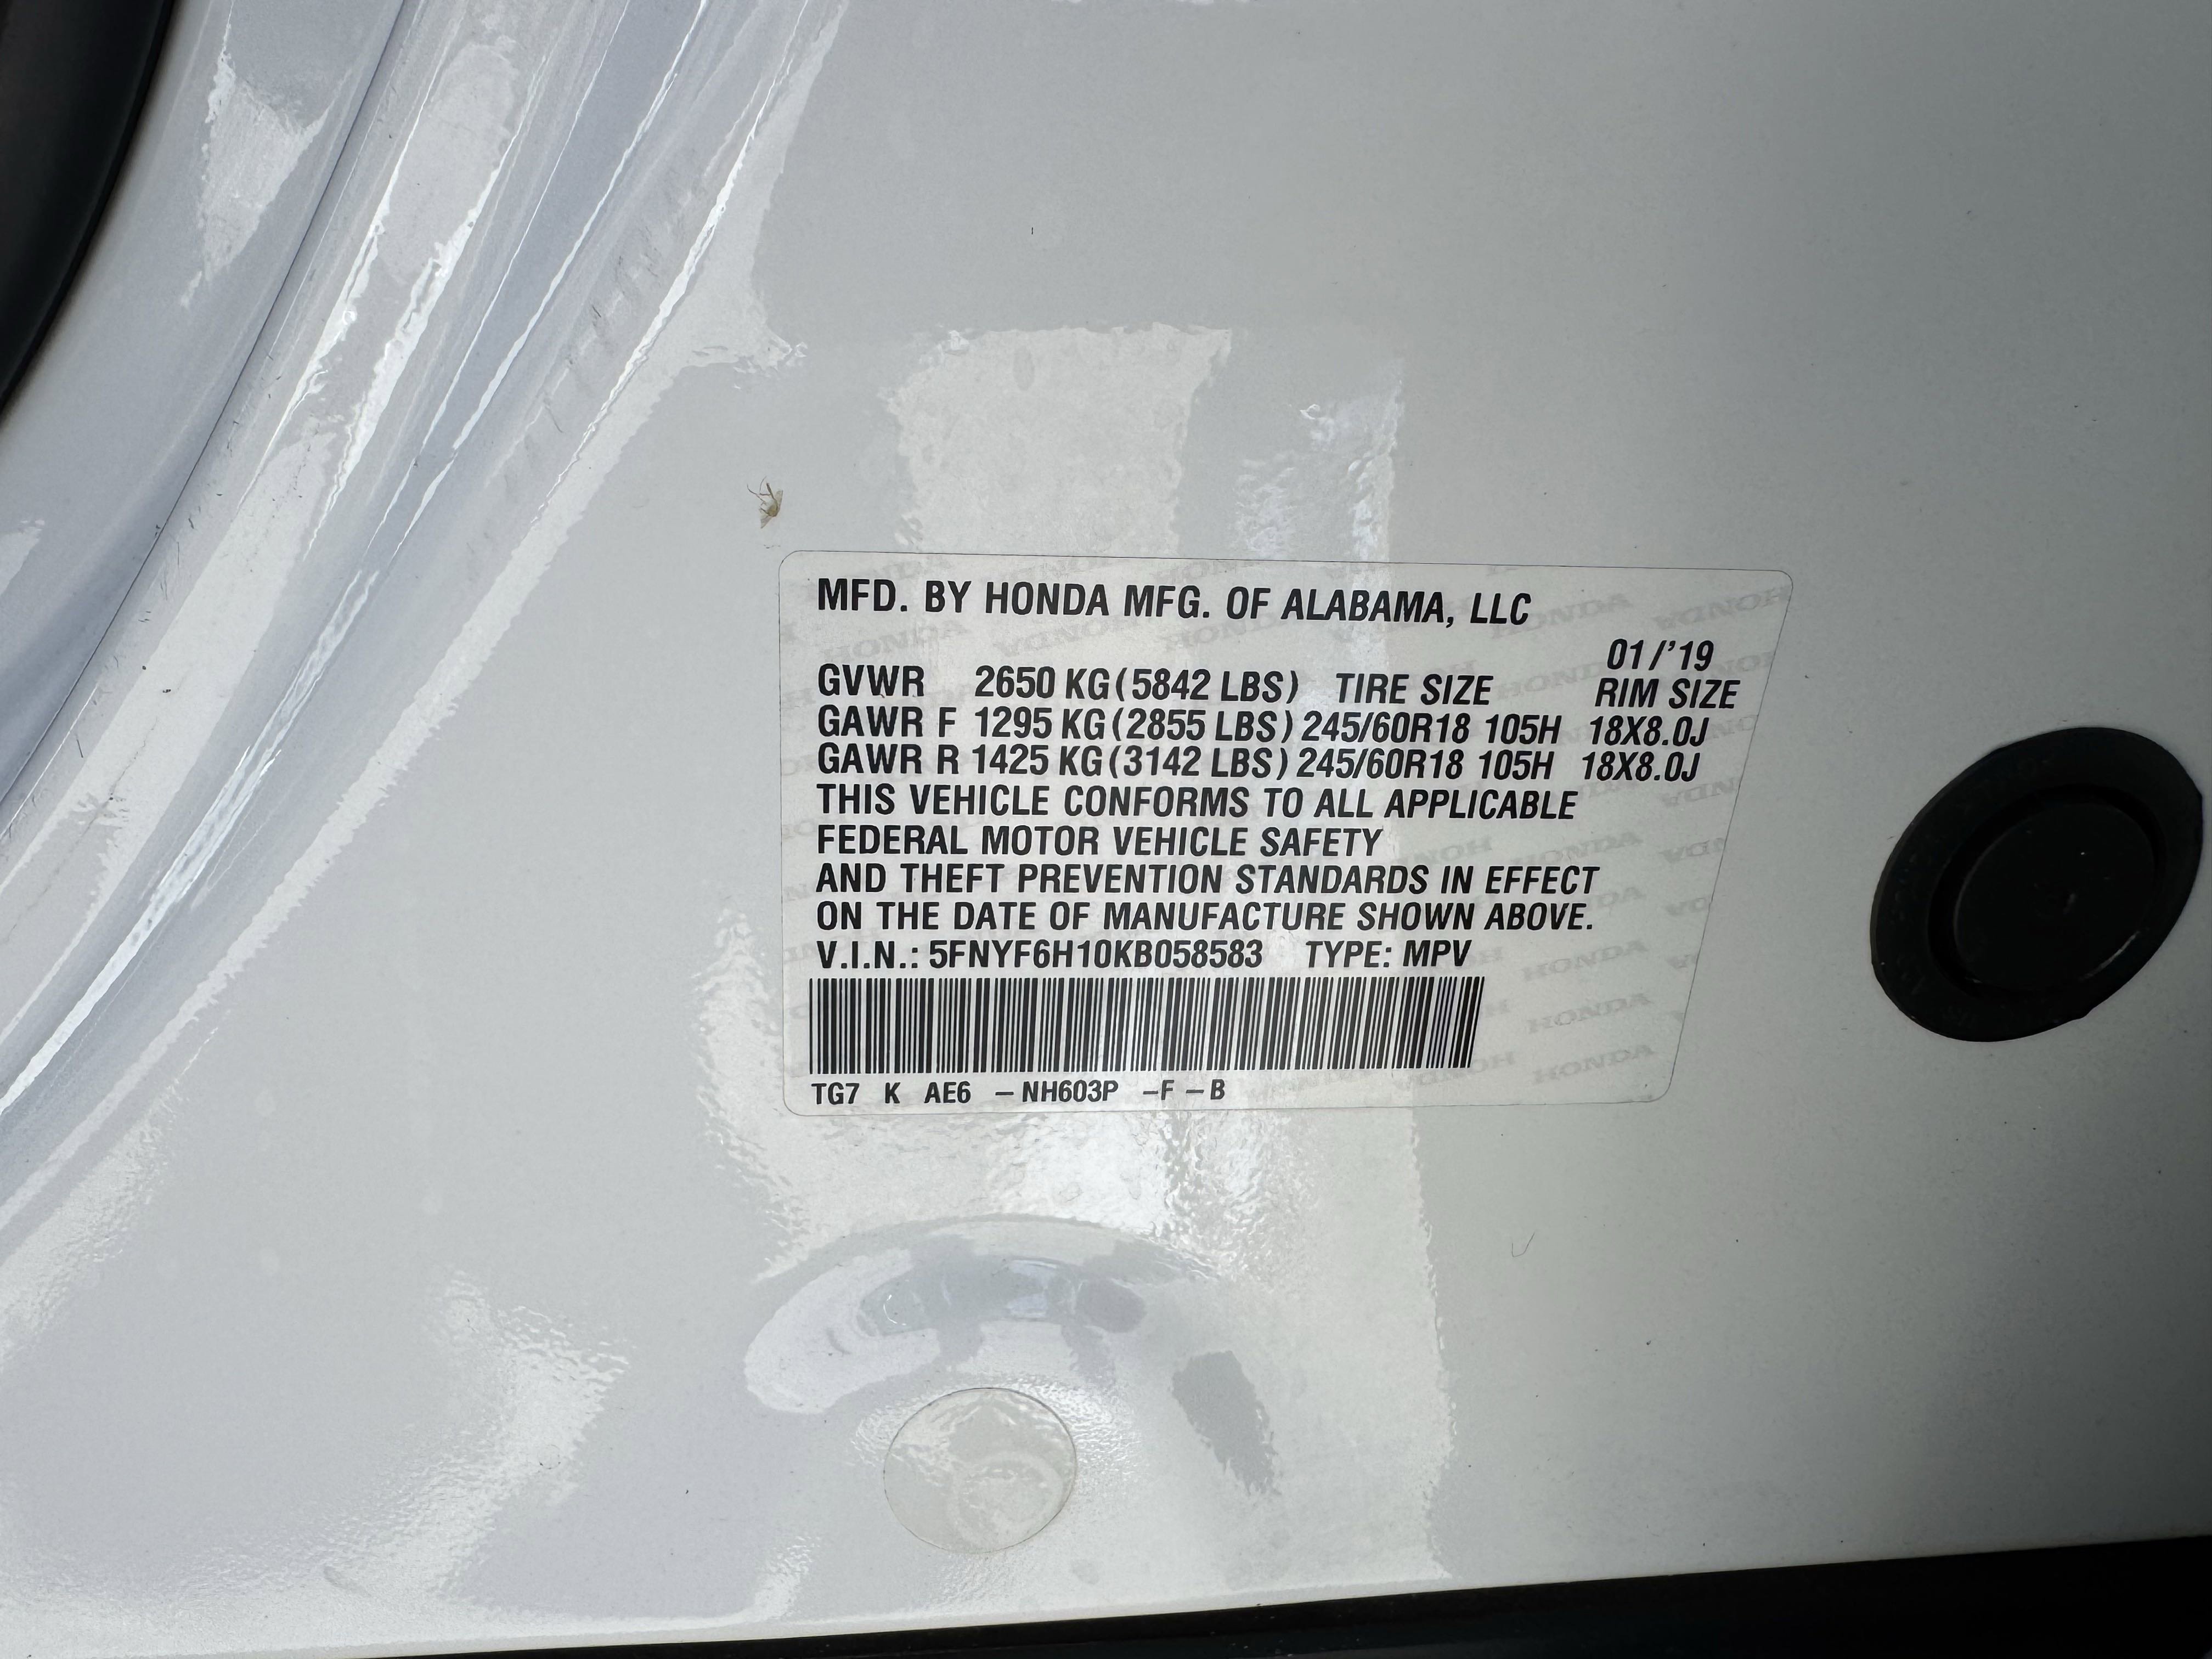 MFD. BY HONDA MFG. OF ALABAMA, LLC
01/'19
GVWR 2650 KG(5842 LBS) TIRE SIZE RIM SIZE
GAWR F 1295 KG(2855 LBS) 245/60R18 105H 18X8.0J
GAWR R 1425 KG(3142 LBS) 245/60R18 105H 18X8.0J
THIS VEHICLE CONFORMS TO ALL APPLICABLE
FEDERAL MOTOR VEHICLE SAFETY
AND THEFT PREVENTION STANDARDS IN EFFECT
ON THE DATE OF MANUFACTURE SHOWN ABOVE.
V.I.N.: 5FNYF6H10KB058583 TYPE: MPV
TG7 K AE6 –NH603P –F –B